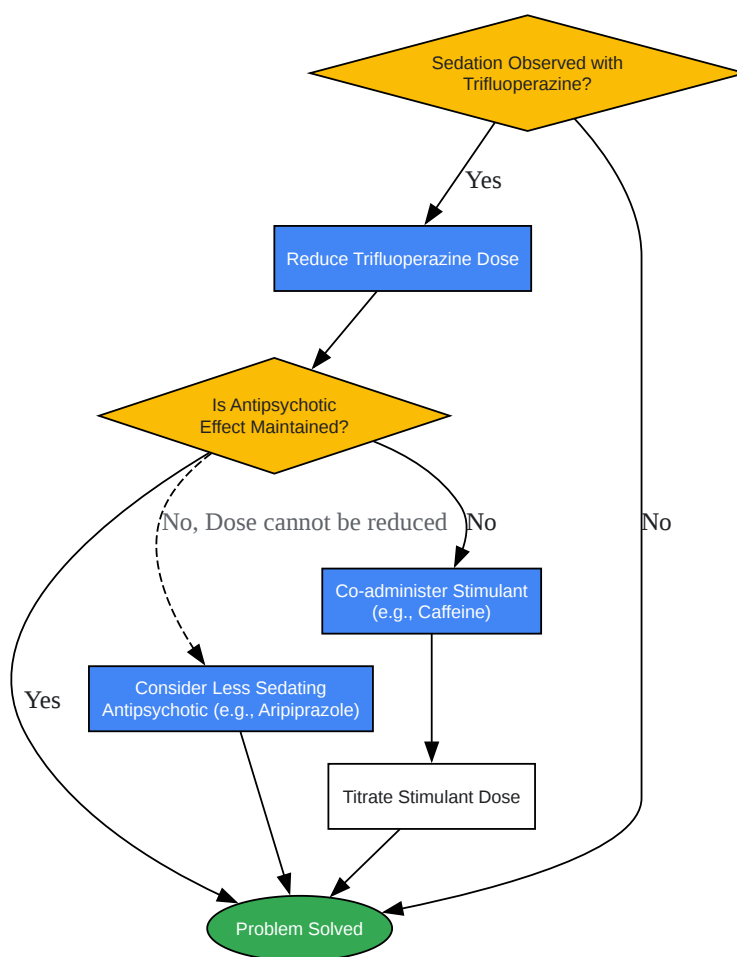 Sedation Observed with
Trifluoperazine?
Yes
Reduce Trifluoperazine Dose
Is Antipsychotic
Effect Maintained?
No, Dose cannot be reduced
No
No
Co-administer Stimulant
(e.g., Caffeine)
Consider Less Sedating
Antipsychotic (e.g., Aripiprazole)
Yes
Titrate Stimulant Dose
Problem Solved